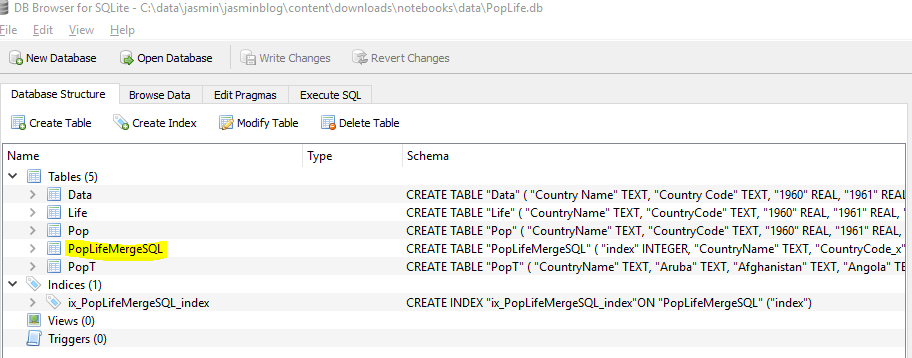 DB Browser for SQLite - C:\data\jasmin\jasminblog\content\downloads\notebooks\data\PopLife.db
File Edit View Help
New Database Open Database Write Changes Revert Changes
Database Structure Browse Data Edit Pragmas Execute SQL
Create Table Create Index Modify Table Delete Table
Name Type Schema
Tables (5)
Data CREATE TABLE "Data" ( "Country Name" TEXT, "Country Code" TEXT, "1960" REAL, "1961" REAL,
Life CREATE TABLE "Life" ( "CountryName" TEXT, "CountryCode" TEXT, "1960" REAL, "1961" REAL, "
Pop CREATE TABLE "Pop" ( "CountryName" TEXT, "CountryCode" TEXT, "1960" REAL, "1961" REAL,
PopLifeMergeSQL CREATE TABLE "PopLifeMergeSQL" ( "index" INTEGER, "CountryName" TEXT, "CountryCode_x"
PopT CREATE TABLE "PopT" ( "CountryName" TEXT, "Aruba" TEXT, "Afghanistan" TEXT, "Angola" TE
Indices (1)
ix_PopLifeMergeSQL_index CREATE INDEX "ix_PopLifeMergeSQL_index"ON "PopLifeMergeSQL" ("index")
Views (0)
Triggers (0)